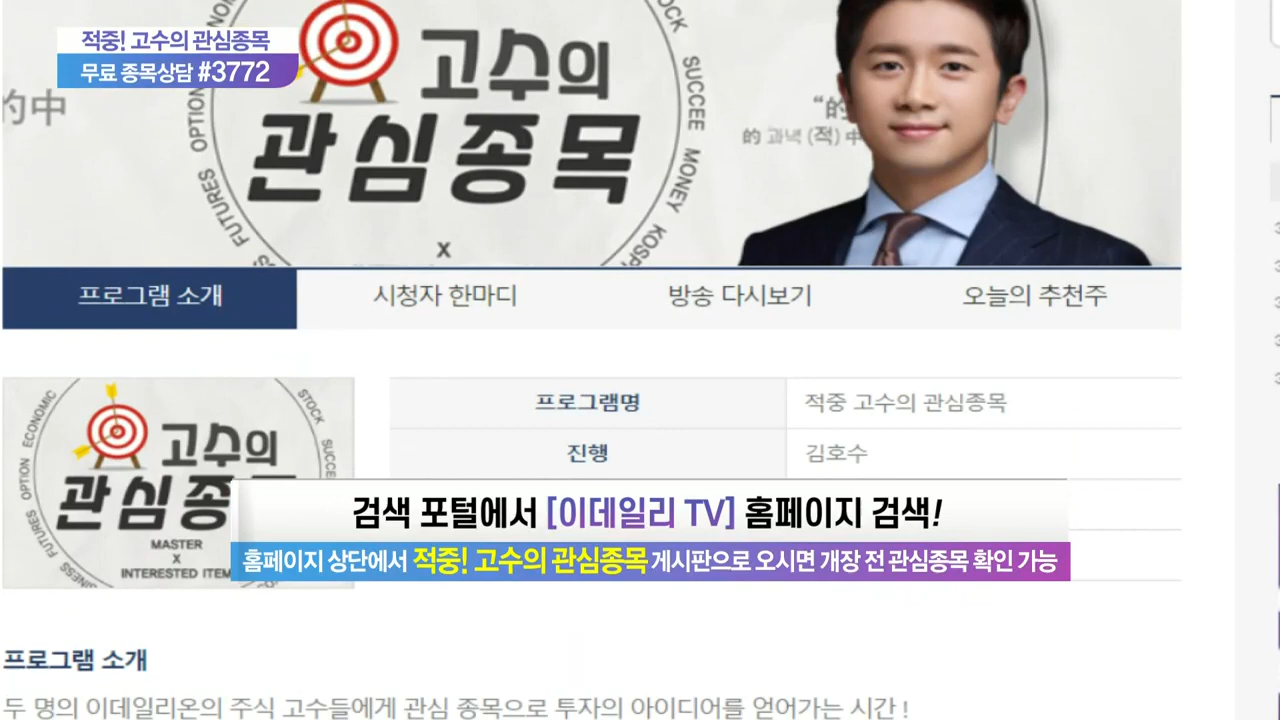 적중! 고수의 관심종목
무료 종목상담 #3772
的中
고수의
관심종목
X
SUCCEE MONEY KOSPI
FUTURES OPTION
STOCK
的 과녁 (적) 中
프로그램 소개
시청자 한마디
방송 다시보기
오늘의 추천주
고수의
관심종
MASTER
X
INTERESTED ITEM
FUTURES OPTION ECONOMIC
STOCK SUCCE
프로그램명
적중 고수의 관심종목
진행
김호수
검색 포털에서 [이데일리 TV] 홈페이지 검색!
홈페이지 상단에서 적중! 고수의 관심종목 게시판으로 오시면 개장 전 관심종목 확인 가능
프로그램 소개
두 명의 이데일리온의 주식 고수들에게 관심 종목으로 투자의 아이디어를 얻어가는 시간 !